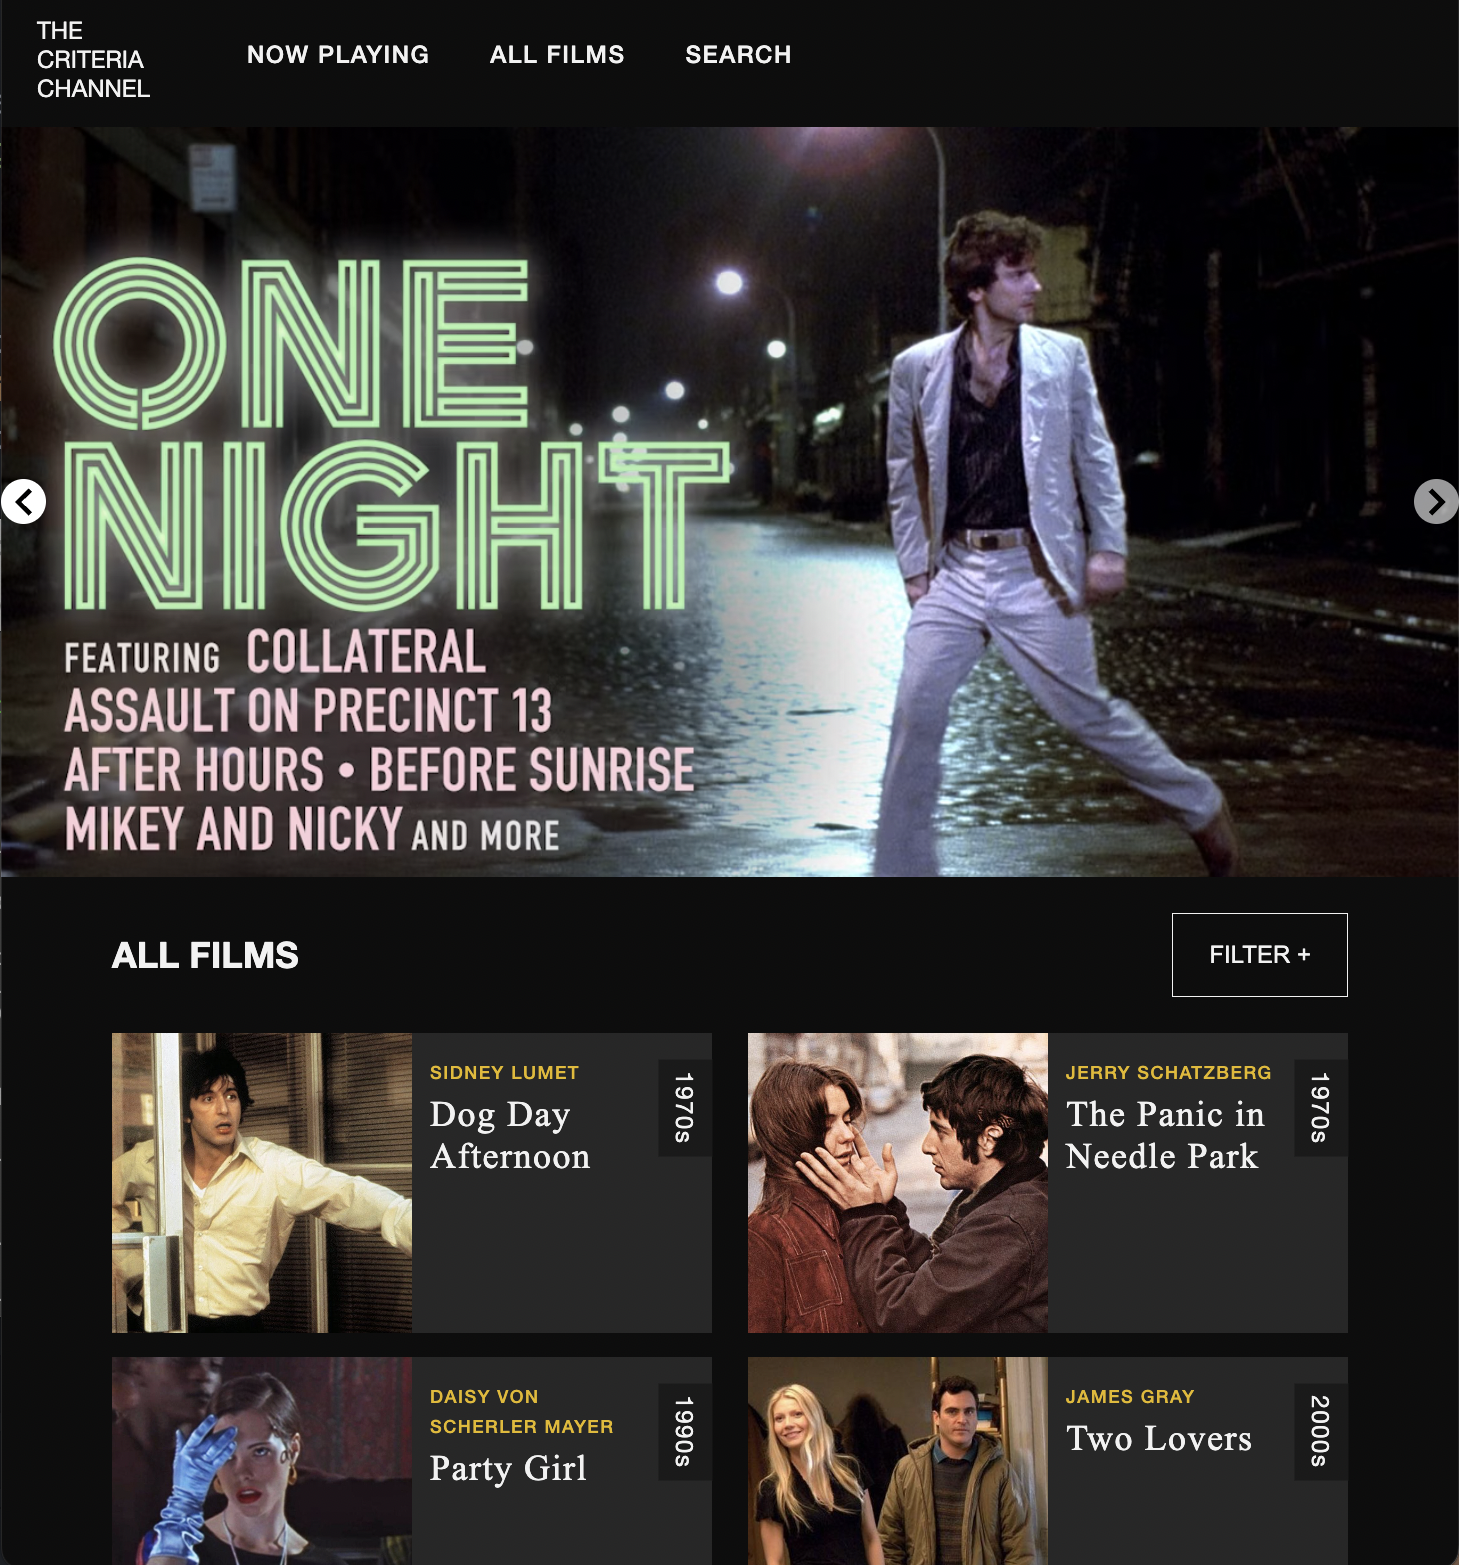 THE
CRITERIA
CHANNEL
NOW PLAYING
ALL FILMS
SEARCH
ONE
NIGHT
FEATURING COLLATERAL
ASSAULT ON PRECINCT 13
AFTER HOURS • BEFORE SUNRISE
MIKEY AND NICKY AND MORE
ALL FILMS
FILTER +
SIDNEY LUMET
Dog Day
Afternoon
1970s
JERRY SCHATZBERG
The Panic in
Needle Park
1970s
DAISY VON
SCHERLER MAYER
Party Girl
1990s
JAMES GRAY
Two Lovers
2000s